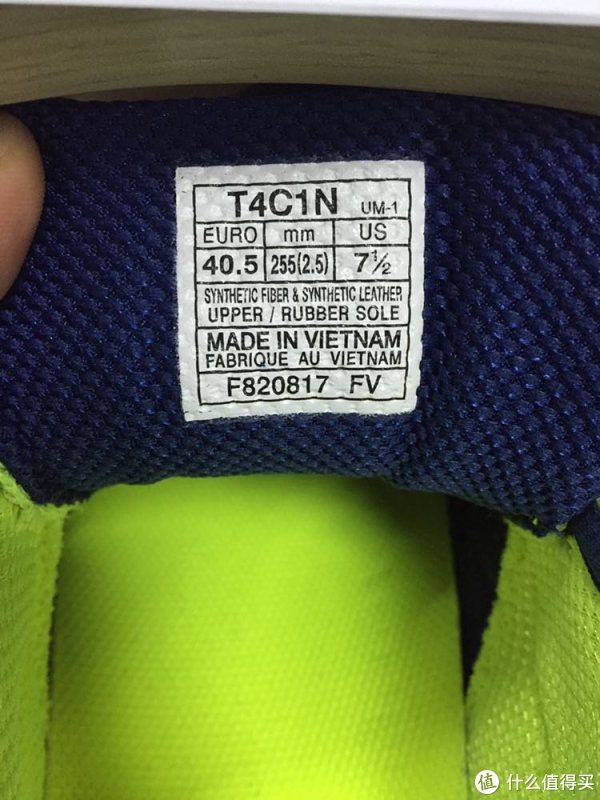 T4C1N UM-1
EURO mm US
40.5 255(2.5) 7½
SYNTHETIC FIBER & SYNTHETIC LEATHER
UPPER / RUBBER SOLE
MADE IN VIETNAM
FABRIQUE AU VIETNAM
F820817 FV
值 什么值得买